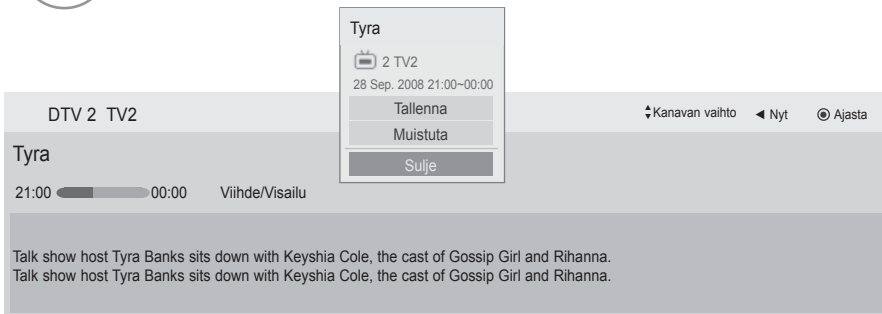 Tyra
2 TV2
28 Sep. 2008 21:00~00:00
Tallenna
Muistuta
Sulje
DTV 2 TV2
Kanavan vaihto ◄ Nyt ◉ Ajasta
Tyra
21:00 00:00 Viihde/Visailu
Talk show host Tyra Banks sits down with Keyshia Cole, the cast of Gossip Girl and Rihanna.
Talk show host Tyra Banks sits down with Keyshia Cole, the cast of Gossip Girl and Rihanna.